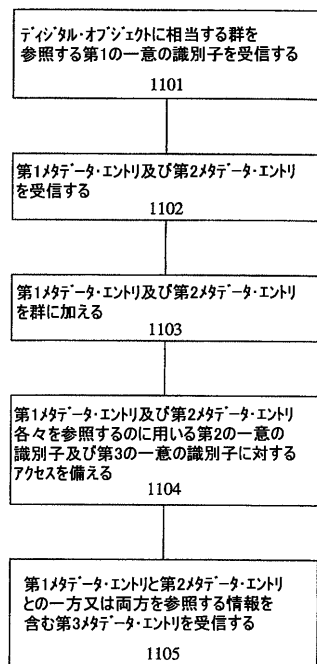 ディジタル・オブジェクトに相当する群を
参照する第1の一意の識別子を受信する
1101
第1メタデータ・エントリ及び第2メタデータ・エントリ
を受信する
1102
第1メタデータ・エントリ及び第2メタデータ・エントリ
を群に加える
1103
第1メタデータ・エントリ及び第2メタデータ・エントリ
各々を参照するのに用いる第2の一意の
識別子及び第3の一意の識別子に対する
アクセスを備える
1104
第1メタデータ・エントリと第2メタデータ・エントリ
との一方又は両方を参照する情報を
含む第3メタデータ・エントリを受信する
1105